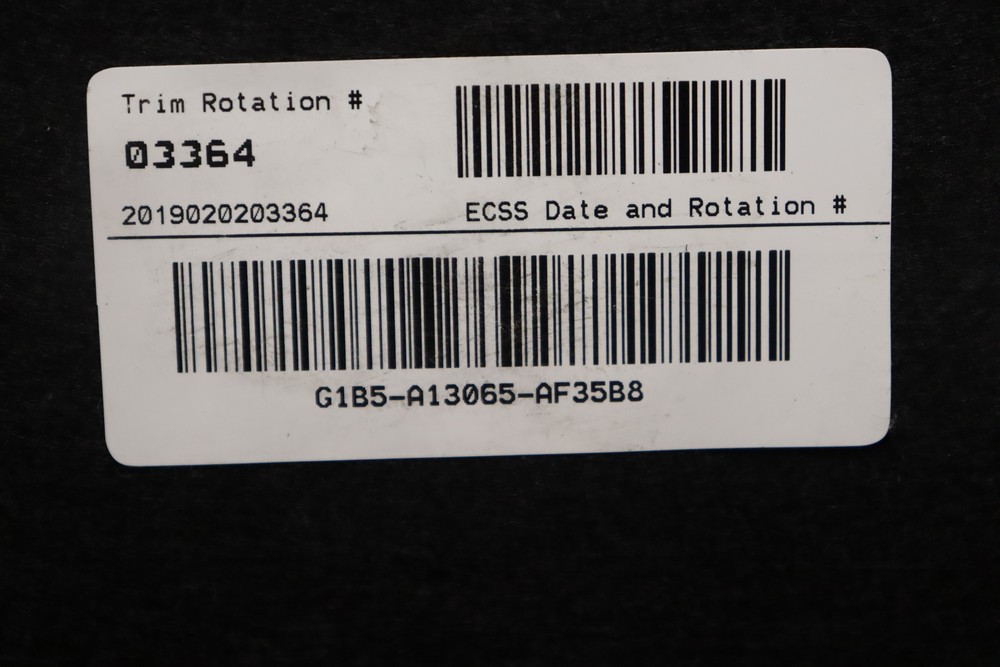 Trim Rotation #
03364
2019020203364
ECSS Date and Rotation #
G1B5-A13065-AF35B8